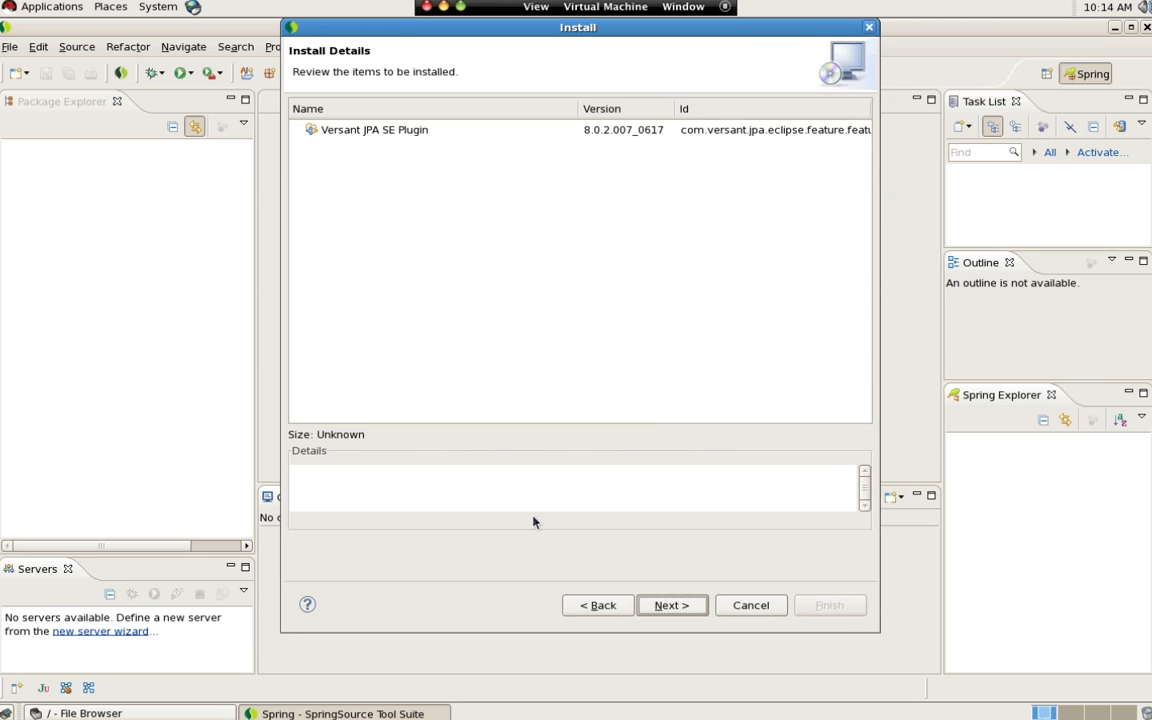 Applications Places System
View Virtual Machine Window
10:14 AM
Install
File Edit Source Refactor Navigate Search
Install Details
Review the items to be installed.
Spring
Package Explorer
Task List
Name Version Id
Versant JPA SE Plugin 8.0.2.007_0617 com.versant.jpa.eclipse.feature.featu
Find All Activate...
Outline
An outline is not available.
Spring Explorer
Size: Unknown
Details
Servers
No servers available. Define a new server
from the new server wizard...
< Back Next > Cancel Finish
/ - File Browser
Spring - SpringSource Tool Suite